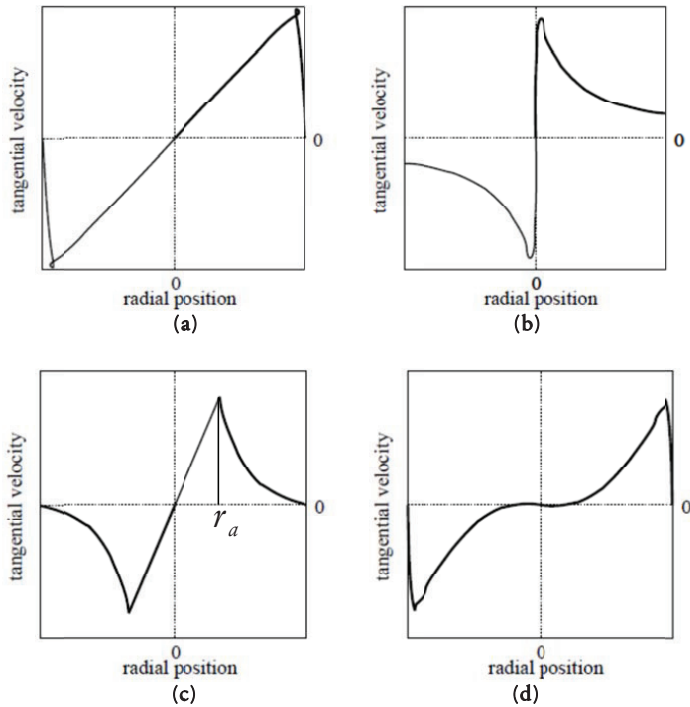 tangential velocity
0
0
radial position
(a)
tangential velocity
0
0
radial position
(b)
tangential velocity
0
r a
0
radial position
(c)
tangential velocity
0
0
radial position
(d)